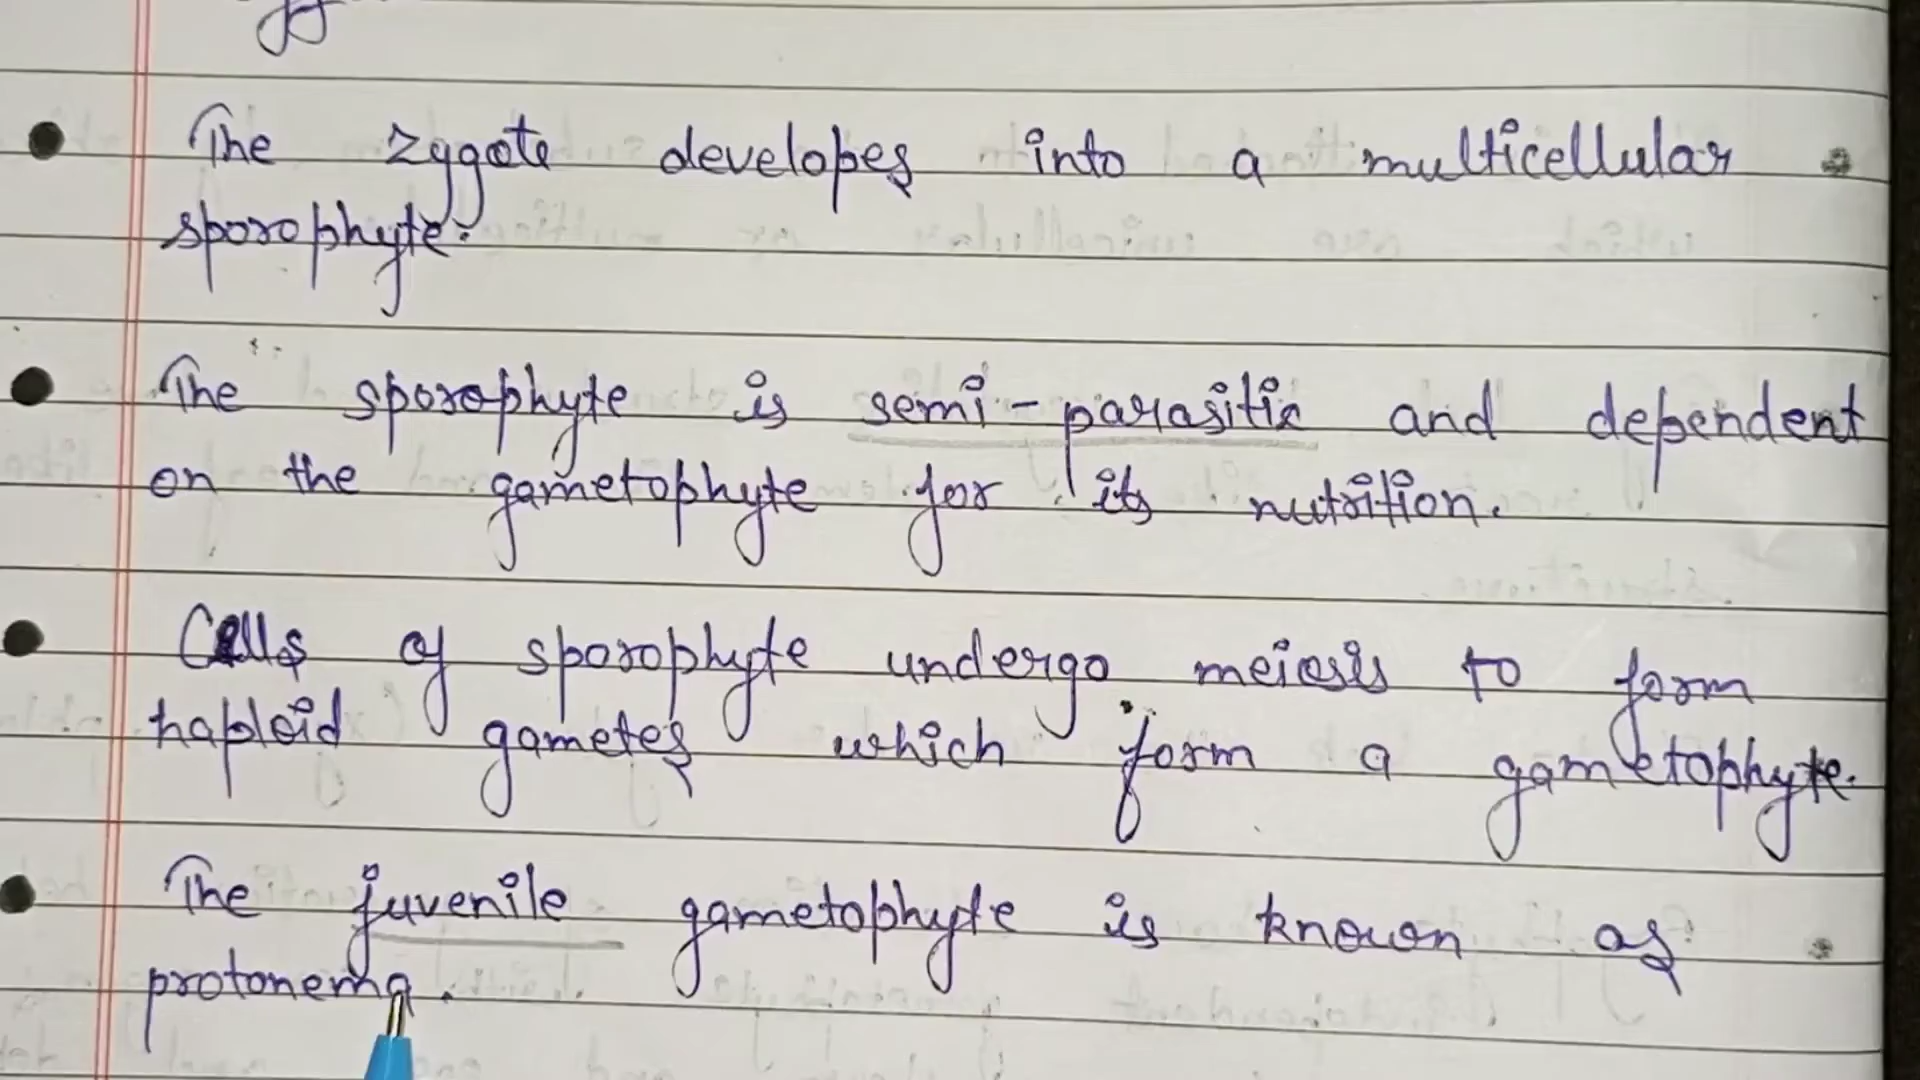 The zygote developes into a multicellular
sporophyte.
The sporophyte is semi-parasitic and dependent
on the gametophyte for its nutrition.
Cells of sporophyte undergo meiosis to form
haploid gametes which form a gametophyte.
The juvenile gametophyte is known as
protonema.